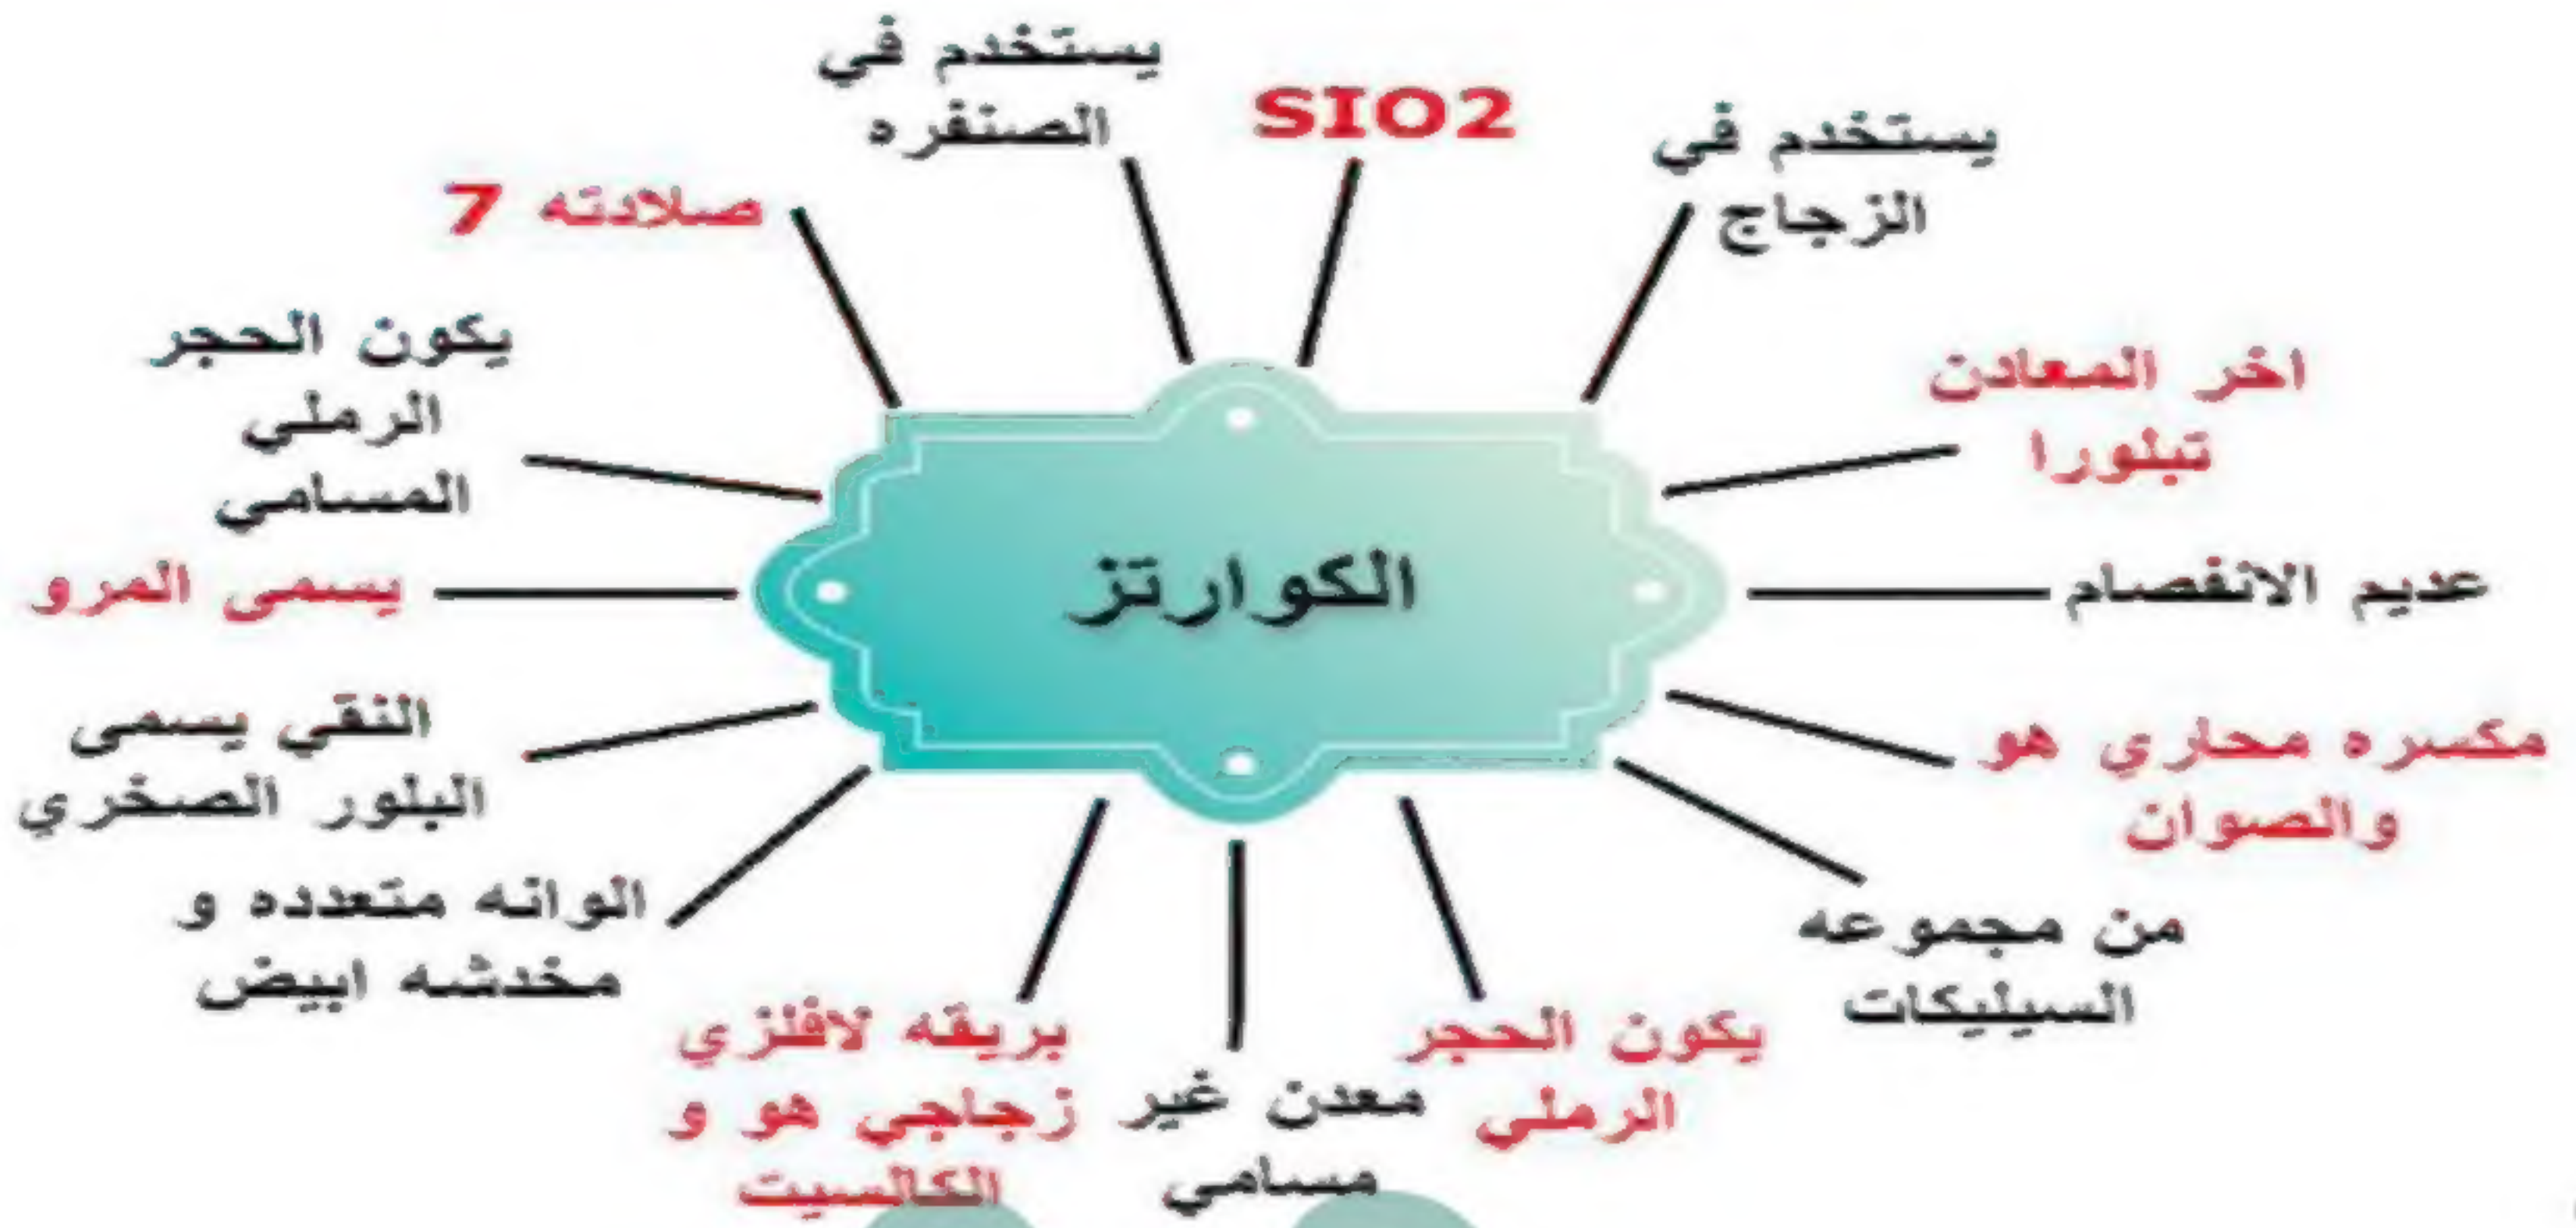 يستخدم في
الصنفره
SIO2
يستخدم في
الزجاج
صلادته 7
اخر المعادن
تبلورا
يكون الحجر
الرملي
المسامي
الكوارتز
عديم الانفصام
يسمى المرو
مكسره محاري هو
والصوان
النقي يسمى
البلور الصخري
من مجموعه
السيليكات
الوانه متعدده و
مخدشه ابيض
يكون الحجر
الرملي
معدن غير
مسامي
بريقه لافلزي
زجاجي هو و
الكالسيت